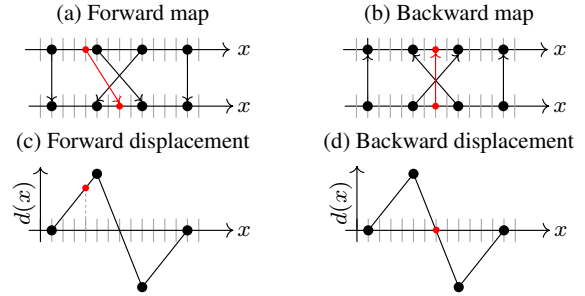 (a) Forward map
(b) Backward map
x
x
x
x
(c) Forward displacement
(d) Backward displacement
d(x)
x
d(x)
x